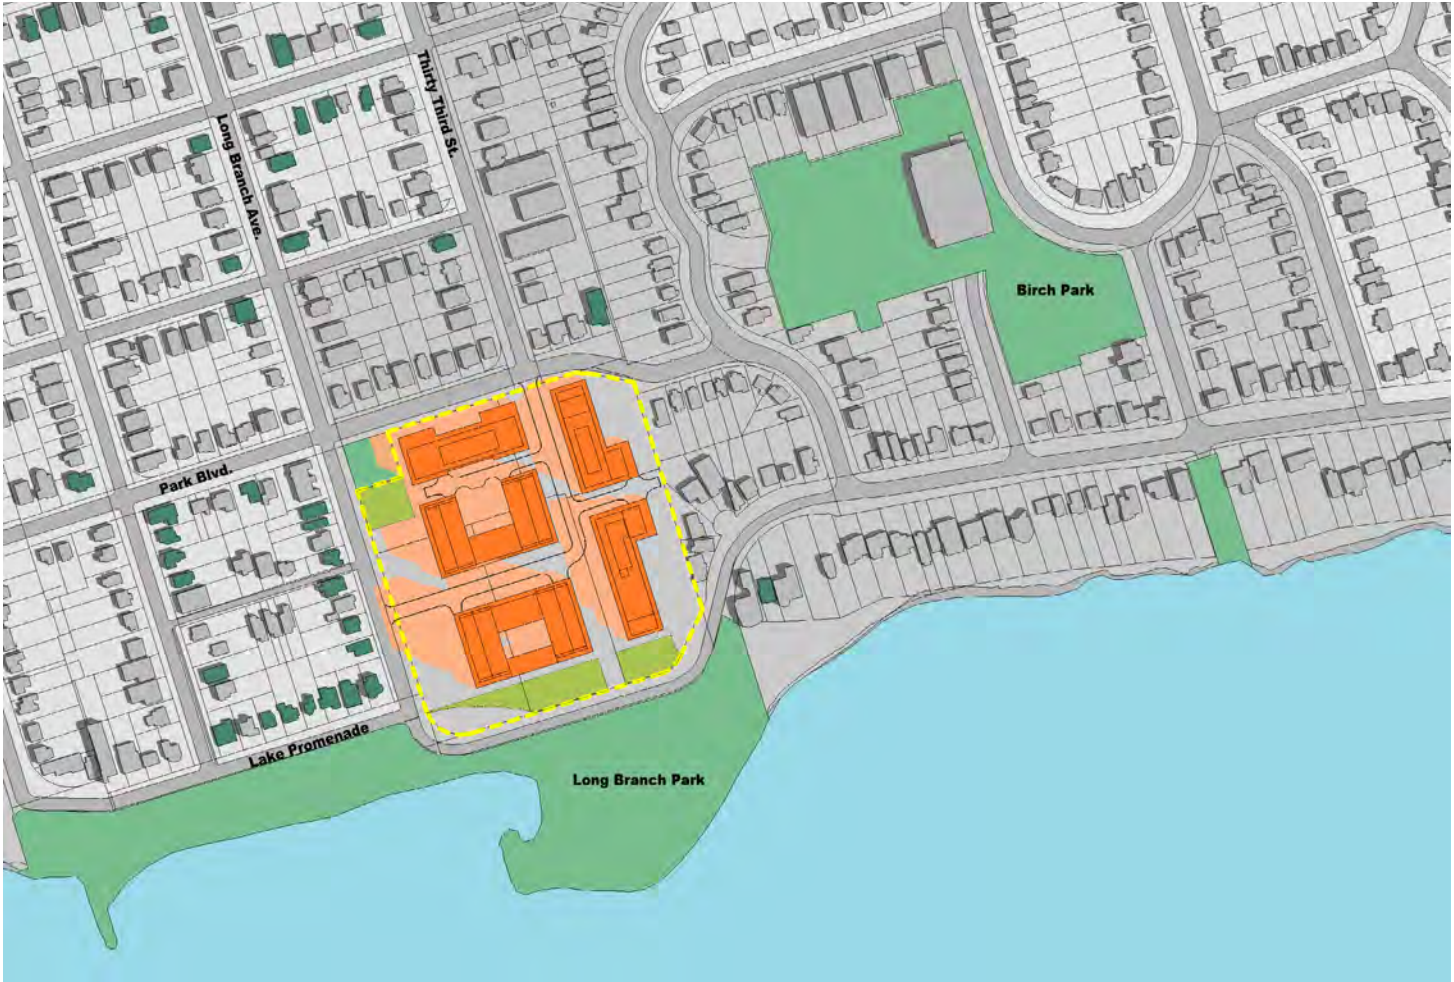 Thirty Third St.
Long Branch Ave.
Birch Park
Park Blvd.
Lake Promenade
Long Branch Park